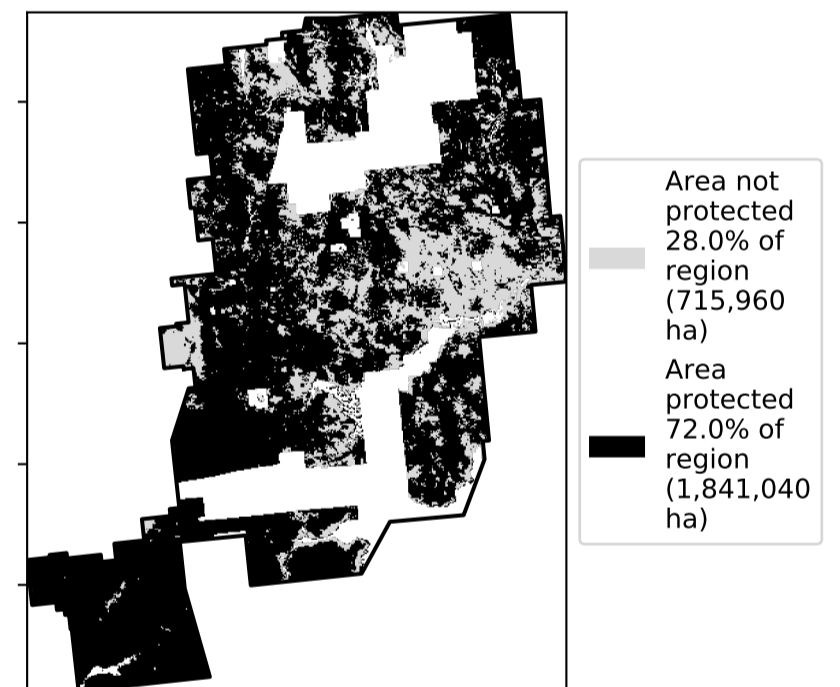 Area not
protected
28.0% of
region
(715,960
ha)
Area
protected
72.0% of
region
(1,841,040
ha)